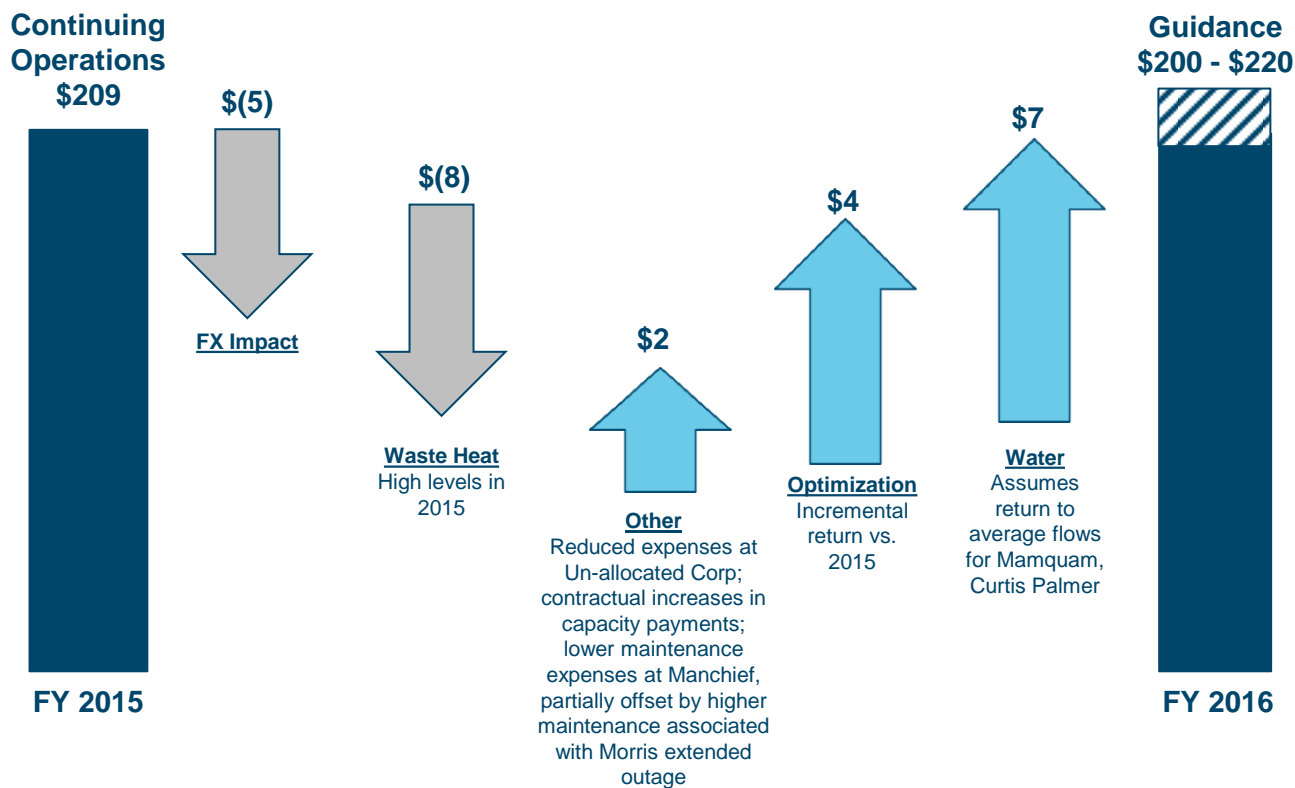 Continuing
Operations
$209
FY 2015
$(5)
FX Impact
$(8)
Waste Heat
High levels in
2015
$2
Other
Reduced expenses at
Un-allocated Corp;
contractual increases in
capacity payments;
lower maintenance
expenses at Manchief,
partially offset by higher
maintenance associated
with Morris extended
outage
$4
Optimization
Incremental
return vs.
2015
$7
Water
Assumes
return to
average flows
for Mamquam,
Curtis Palmer
Guidance
$200 - $220
FY 2016